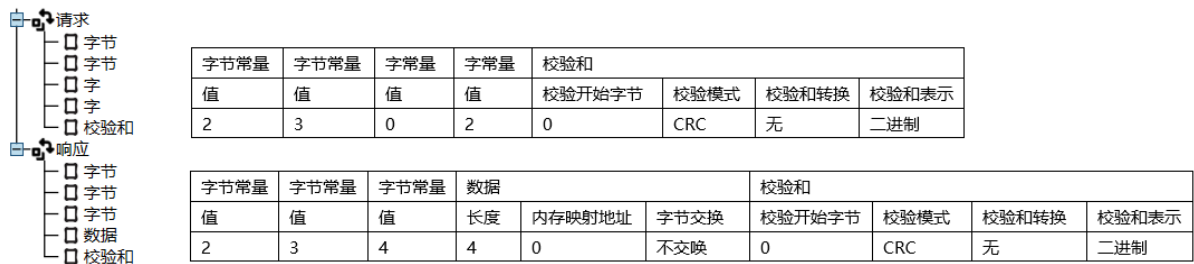 请求
字节
字节
字
字
校验和
响应
字节
字节
字节
数据
校验和
字节常量 字节常量 字常量 字常量 校验和
值 值 值 值 校验开始字节 校验模式 校验和转换 校验和表示
2 3 0 2 0 CRC 无 二进制
字节常量 字节常量 字节常量 数据 校验和
值 值 值 长度 内存映射地址 字节交换 校验开始字节 校验模式 校验和转换 校验和表示
2 3 4 4 0 不交唤 0 CRC 无 二进制